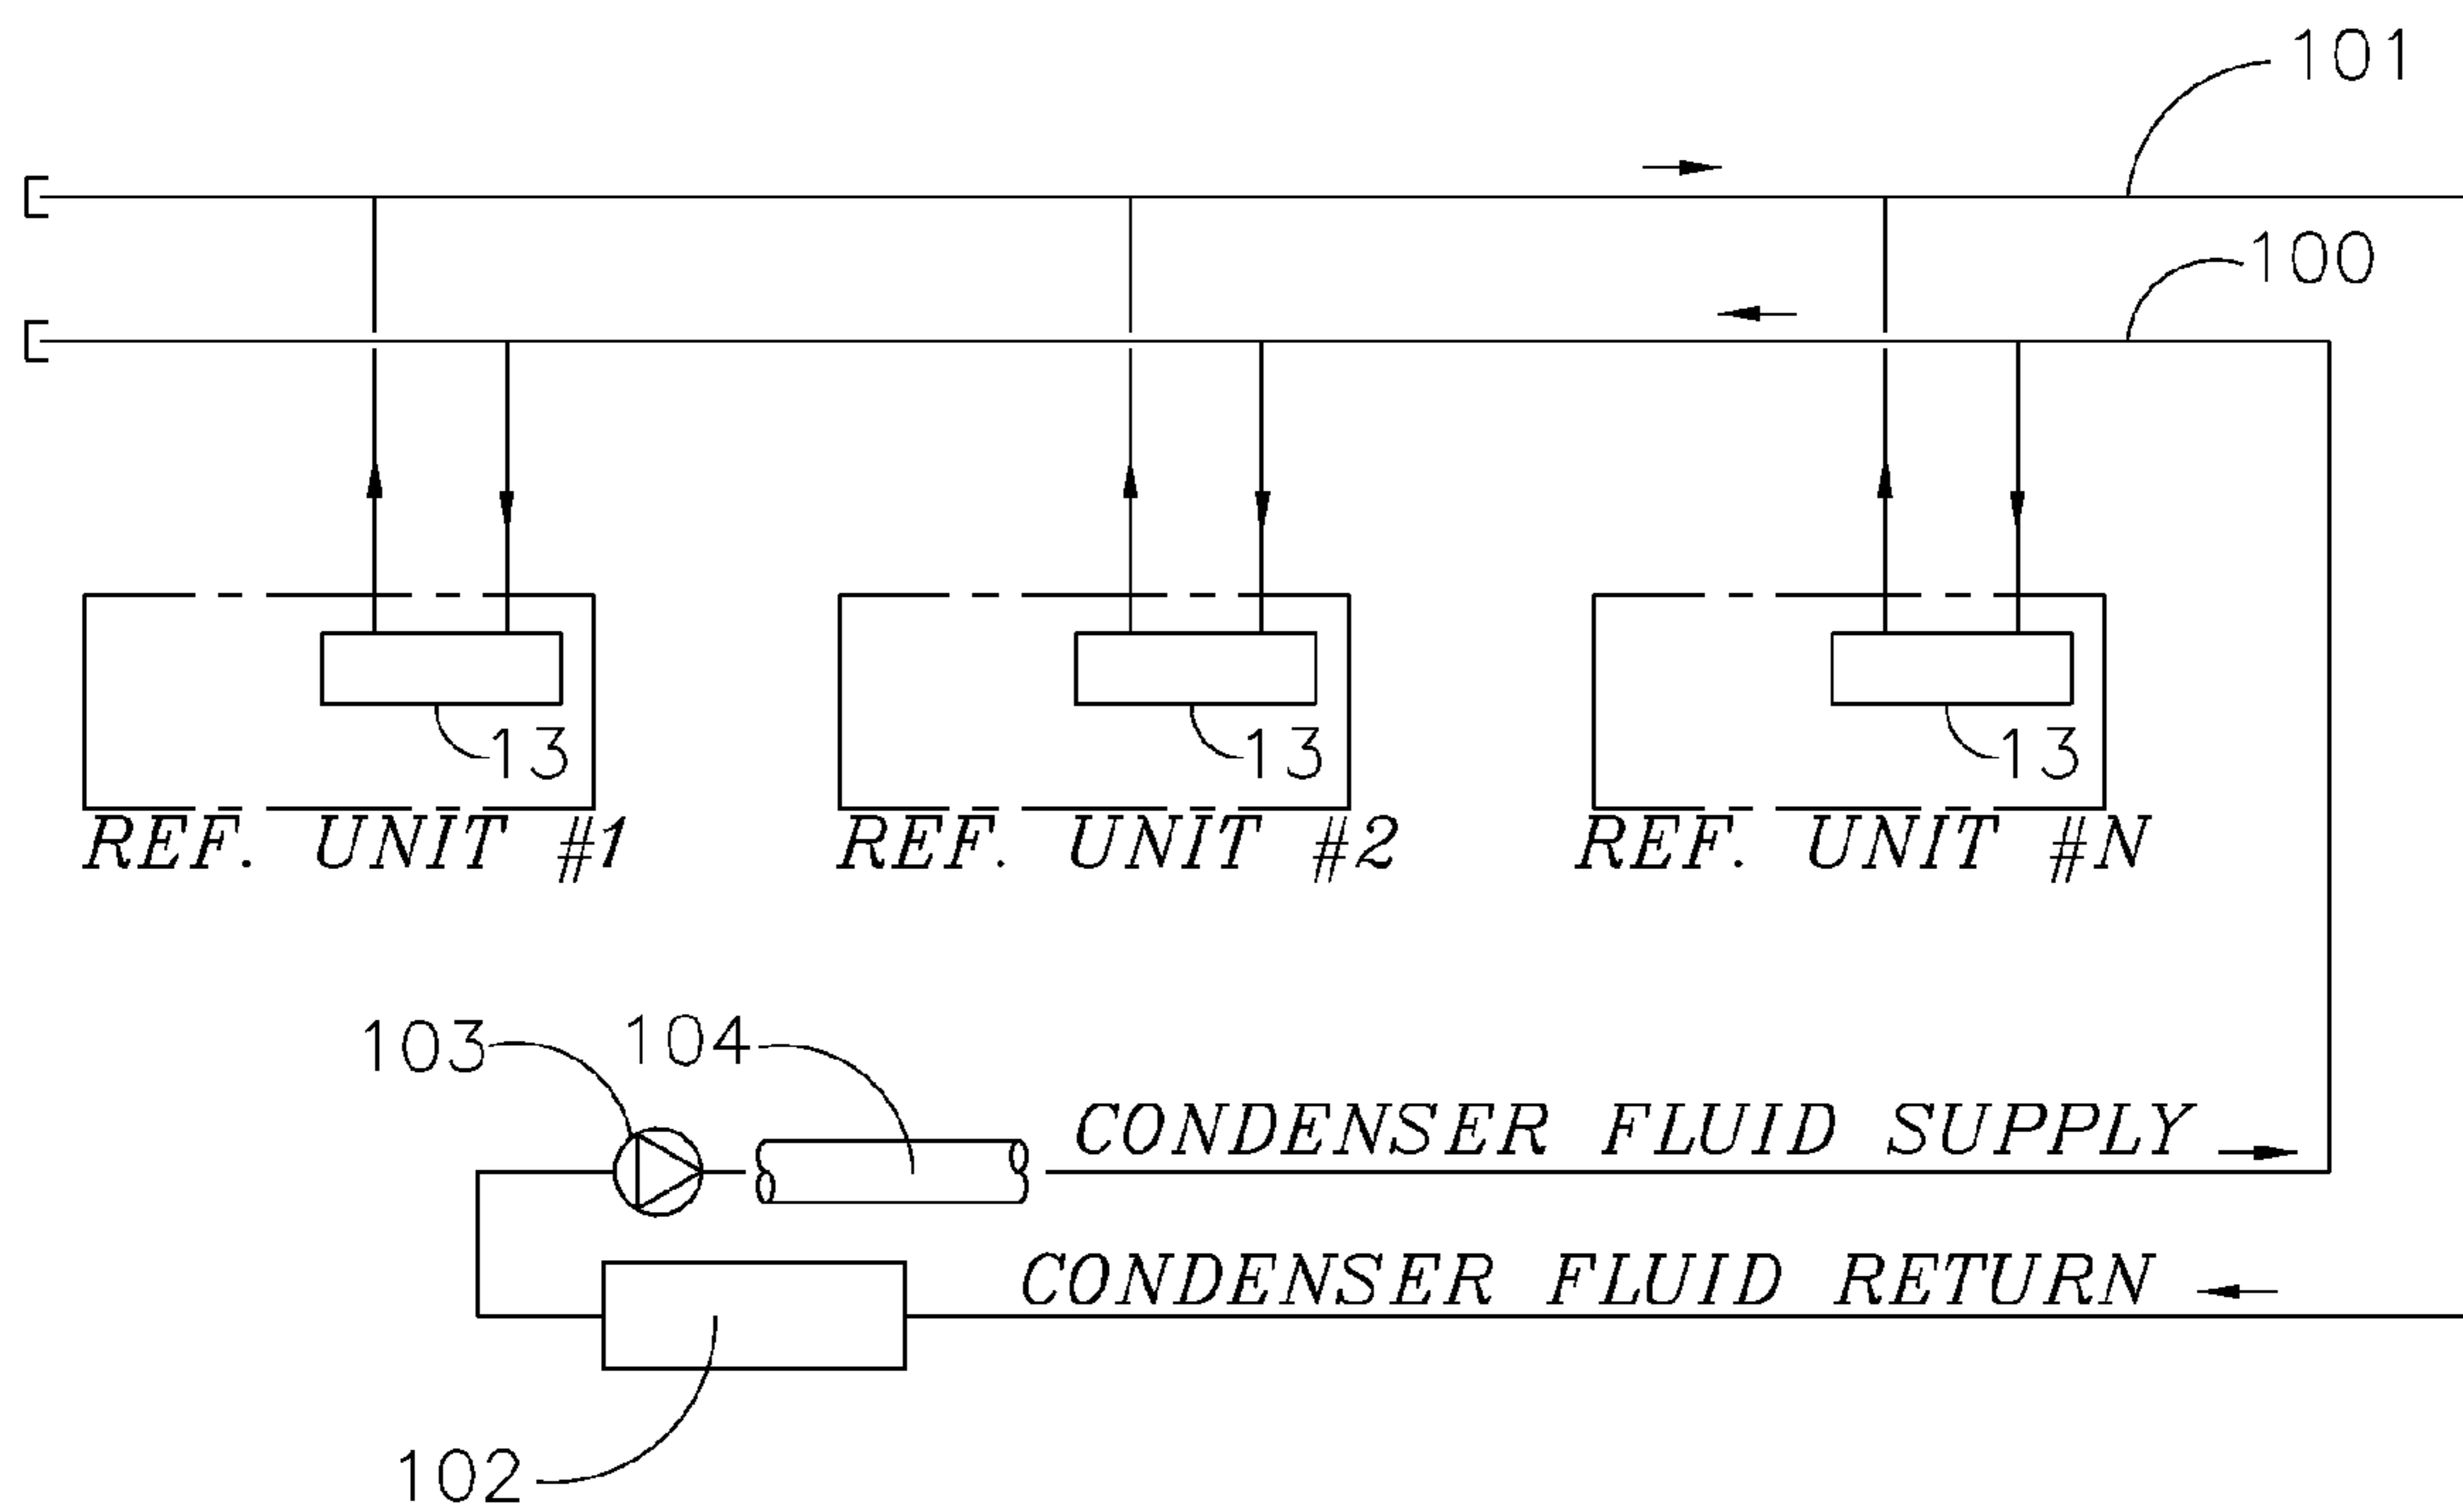 101
100
13
13
13
REF. UNIT #1
REF. UNIT #2
REF. UNIT #N
103
104
CONDENSER FLUID SUPPLY
CONDENSER FLUID RETURN
102